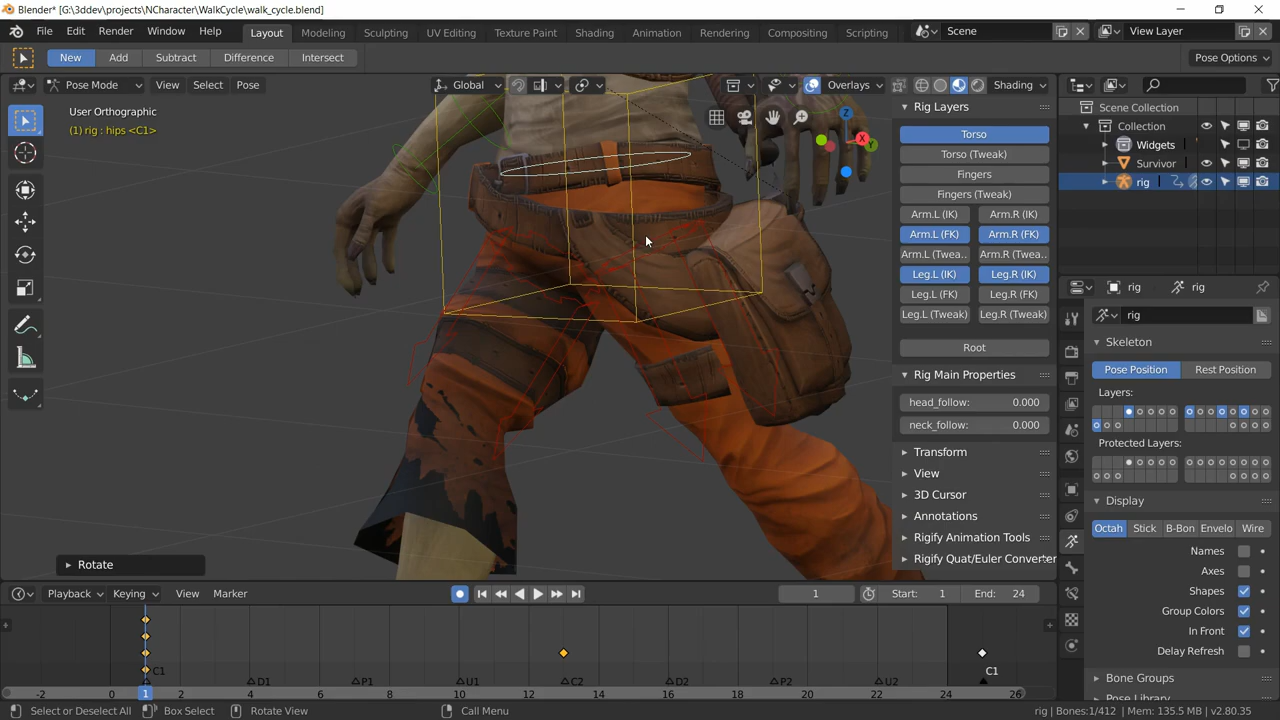 Blender* [G:\3ddev\projects\NCharacter\WalkCycle\walk_cycle.blend]
File Edit Render Window Help Layout Modeling Sculpting UV Editing Texture Paint Shading Animation Rendering Compositing Scripting Scene View Layer
New Add Subtract Difference Intersect Pose Options
Pose Mode View Select Pose Global Overlays Shading
User Orthographic
(1) rig : hips <C1>
Z
X
Y
Rig Layers
Torso
Torso (Tweak)
Fingers
Fingers (Tweak)
Arm.L (IK) Arm.R (IK)
Arm.L (FK) Arm.R (FK)
Arm.L (Twea.. Arm.R (Twea..
Leg.L (IK) Leg.R (IK)
Leg.L (FK) Leg.R (FK)
Leg.L (Tweak) Leg.R (Tweak)
Root
Rig Main Properties
head_follow: 0.000
neck_follow: 0.000
Transform
View
3D Cursor
Annotations
Rigify Animation Tools
Rigify Quat/Euler Converter
Scene Collection
Collection
Widgets
Survivor
rig
rig rig
rig
Skeleton
Pose Position Rest Position
Layers:
Protected Layers:
Display
Octah Stick B-Bon Envelo Wire
Names
Axes
Shapes
Group Colors
In Front
Delay Refresh
Bone Groups
Pose Library
Rotate
Playback Keying View Marker 1 Start: 1 End: 24
C1 D1 P1 U1 C2 D2 P2 U2 C1
-2 0 1 2 4 6 8 10 12 14 16 18 20 22 24 26
Select or Deselect All Box Select Rotate View Call Menu rig | Bones:1/412 | Mem: 135.5 MB | v2.80.35